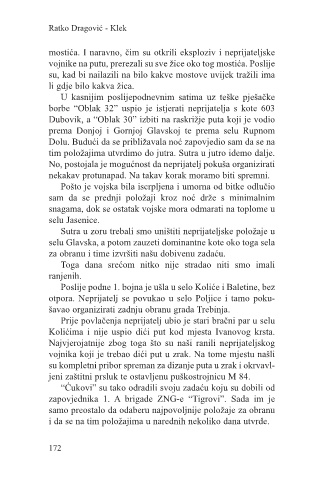 Ratko Dragović - Klek
mostića. I naravno, čim su otkrili eksploziv i neprijateljske
vojnike na putu, prerezali su sve žice oko tog mostića. Poslije
su, kad bi nailazili na bilo kakve mostove uvijek tražili ima
li gdje bilo kakva žica.
U kasnijim poslijepodnevnim satima uz teške pješačke
borbe “Oblak 32” uspio je istjerati neprijatelja s kote 603
Dubovik, a “Oblak 30” izbiti na raskrižje puta koji je vodio
prema Donjoj i Gornjoj Glavskoj te prema selu Rupnom
Dolu. Budući da se približavala noć zapovjedio sam da se na
tim položajima utvrdimo do jutra. Sutra u jutro idemo dalje.
No, postojala je mogućnost da neprijatelj pokuša organizirati
nekakav protunapad. Na takav korak moramo biti spremni.
Pošto je vojska bila iscrpljena i umorna od bitke odlučio
sam da se prednji položaji kroz noć drže s minimalnim
snagama, dok se ostatak vojske mora odmarati na toplome u
selu Jasenice.
Sutra u zoru trebali smo uništiti neprijateljske položaje u
selu Glavska, a potom zauzeti dominantne kote oko toga sela
za obranu i time izvršiti našu dobivenu zadaću.
Toga dana srećom nitko nije stradao niti smo imali
ranjenih.
Poslije podne 1. bojna je ušla u selo Koliće i Baletine, bez
otpora. Neprijatelj se povukao u selo Poljice i tamo poku-
šavao organizirati zadnju obranu grada Trebinja.
Prije povlačenja neprijatelj ubio je stari bračni par u selu
Kolićima i nije uspio dići put kod mjesta Ivanovog krsta.
Najvjerojatnije zbog toga što su naši ranili neprijateljskog
vojnika koji je trebao dići put u zrak. Na tome mjestu našli
su kompletni pribor spreman za dizanje puta u zrak i okrvavl-
jeni zaštitni prsluk te ostavljenu puškostrojnicu M 84.
“Ćukovi” su tako odradili svoju zadaću koju su dobili od
zapovjednika 1. A brigade ZNG-e “Tigrovi”. Sada im je
samo preostalo da odaberu najpovoljnije položaje za obranu
i da se na tim položajima u narednih nekoliko dana utvrde.
172